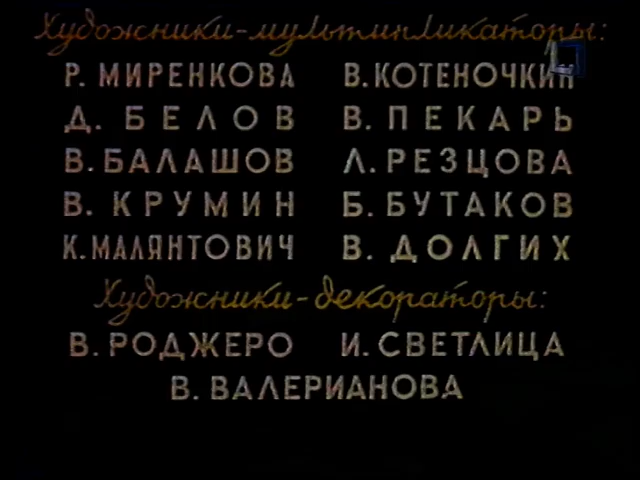 Художники-мультипликаторы:
Р. МИРЕНКОВА В. КОТЕНОЧКИН
Д. БЕЛОВ В. ПЕКАРЬ
В. БАЛАШОВ Л. РЕЗЦОВА
В. КРУМИН Б. БУТАКОВ
К. МАЛЯНТОВИЧ В. ДОЛГИХ
Художники-декораторы:
В. РОДЖЕРО И. СВЕТЛИЦА
В. ВАЛЕРИАНОВА